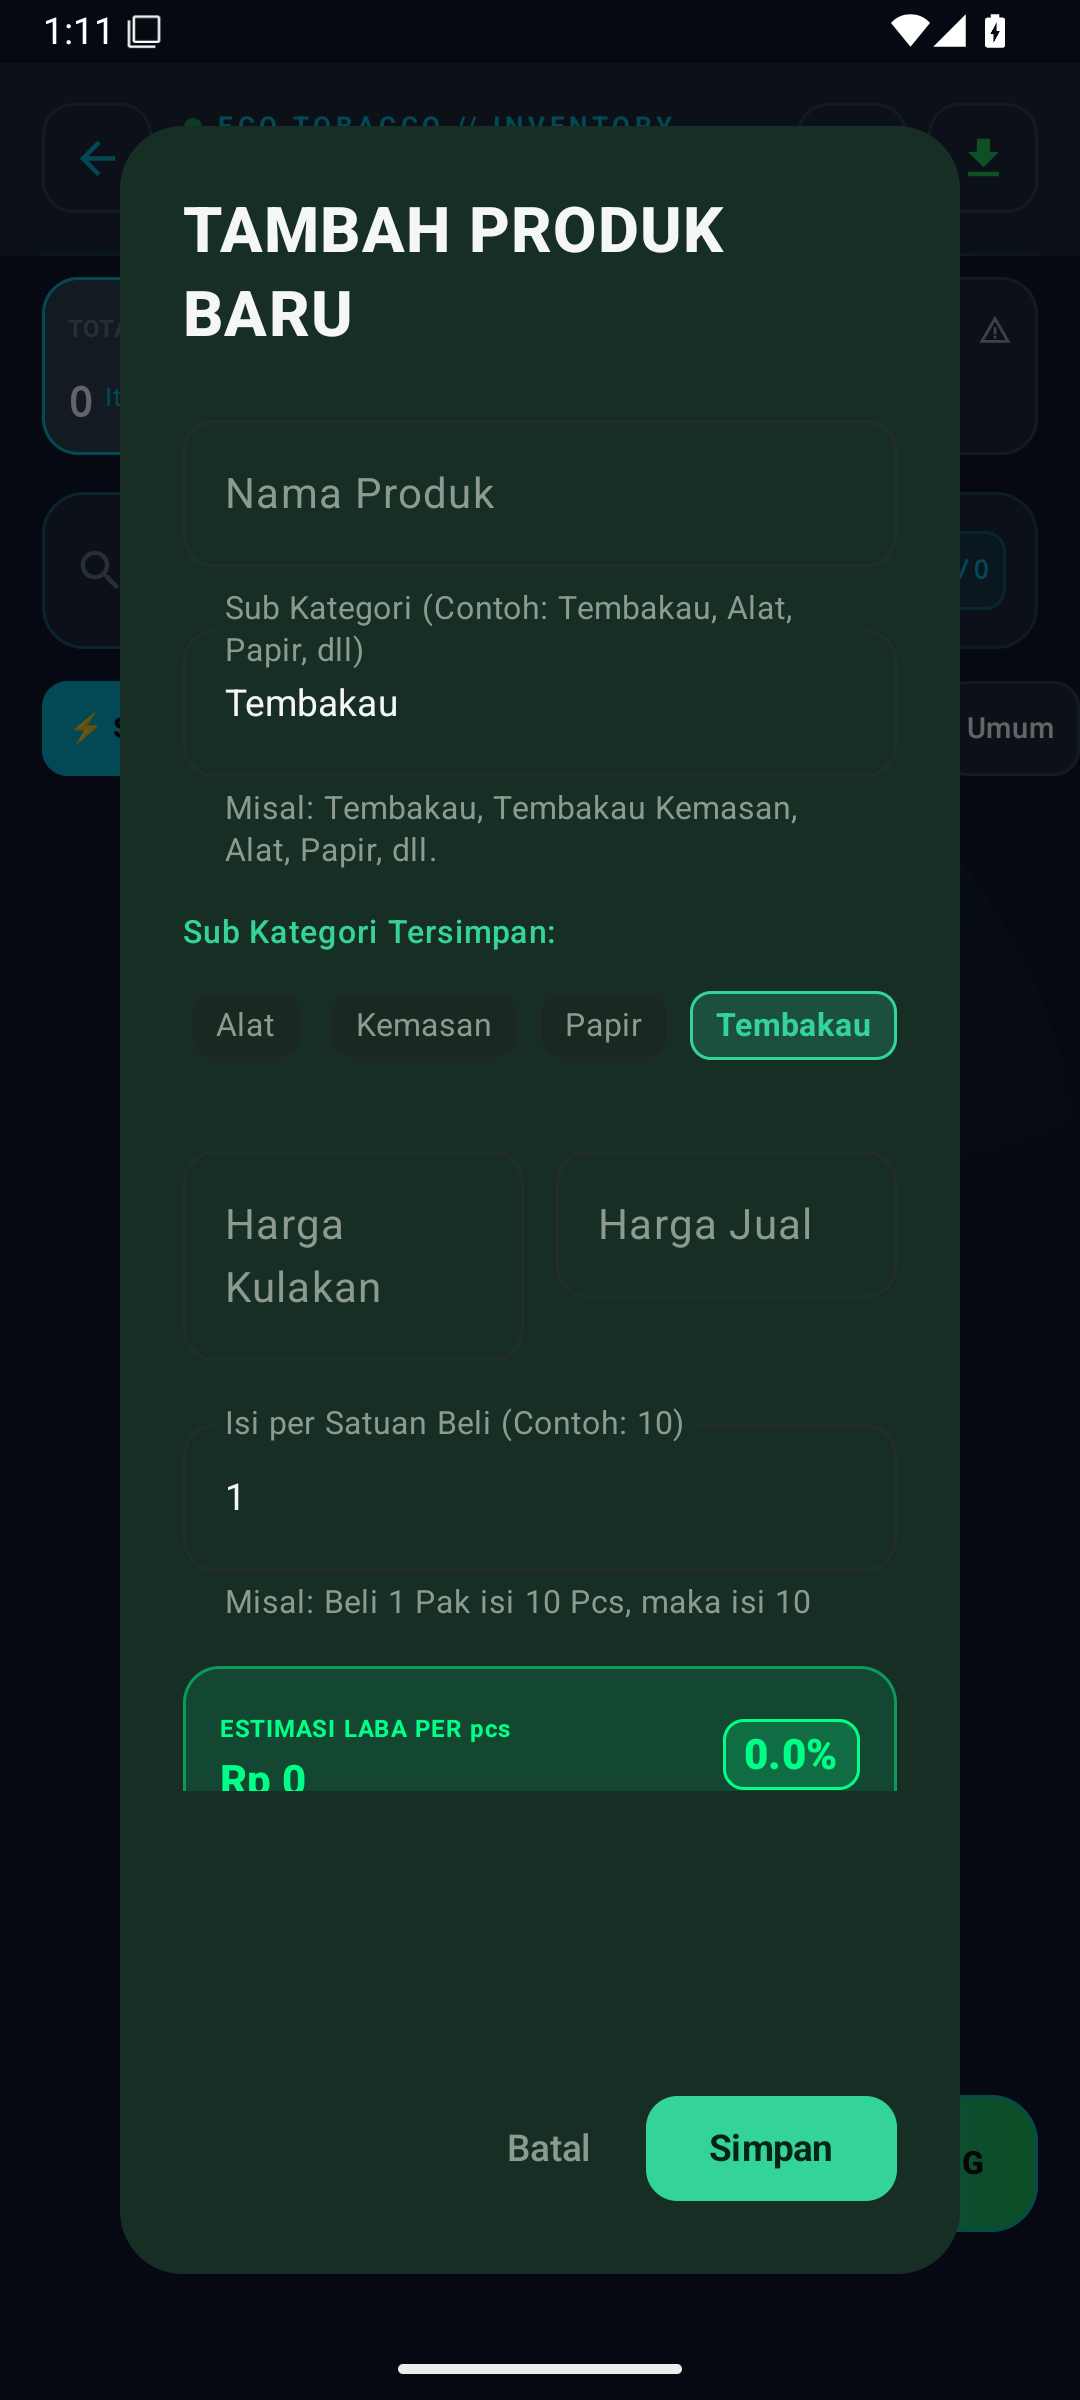 1:11
ECO TOBACCO // INVENTORY
TAMBAH PRODUK
BARU
0
Nama Produk
/0
Sub Kategori (Contoh: Tembakau, Alat,
Papir, dll)
Tembakau
Umum
Misal: Tembakau, Tembakau Kemasan,
Alat, Papir, dll.
Sub Kategori Tersimpan:
Alat
Kemasan
Papir
Tembakau
Harga
Kulakan
Harga Jual
Isi per Satuan Beli (Contoh: 10)
1
Misal: Beli 1 Pak isi 10 Pcs, maka isi 10
ESTIMASI LABA PER pcs
Rp 0
0.0%
Batal
Simpan
G